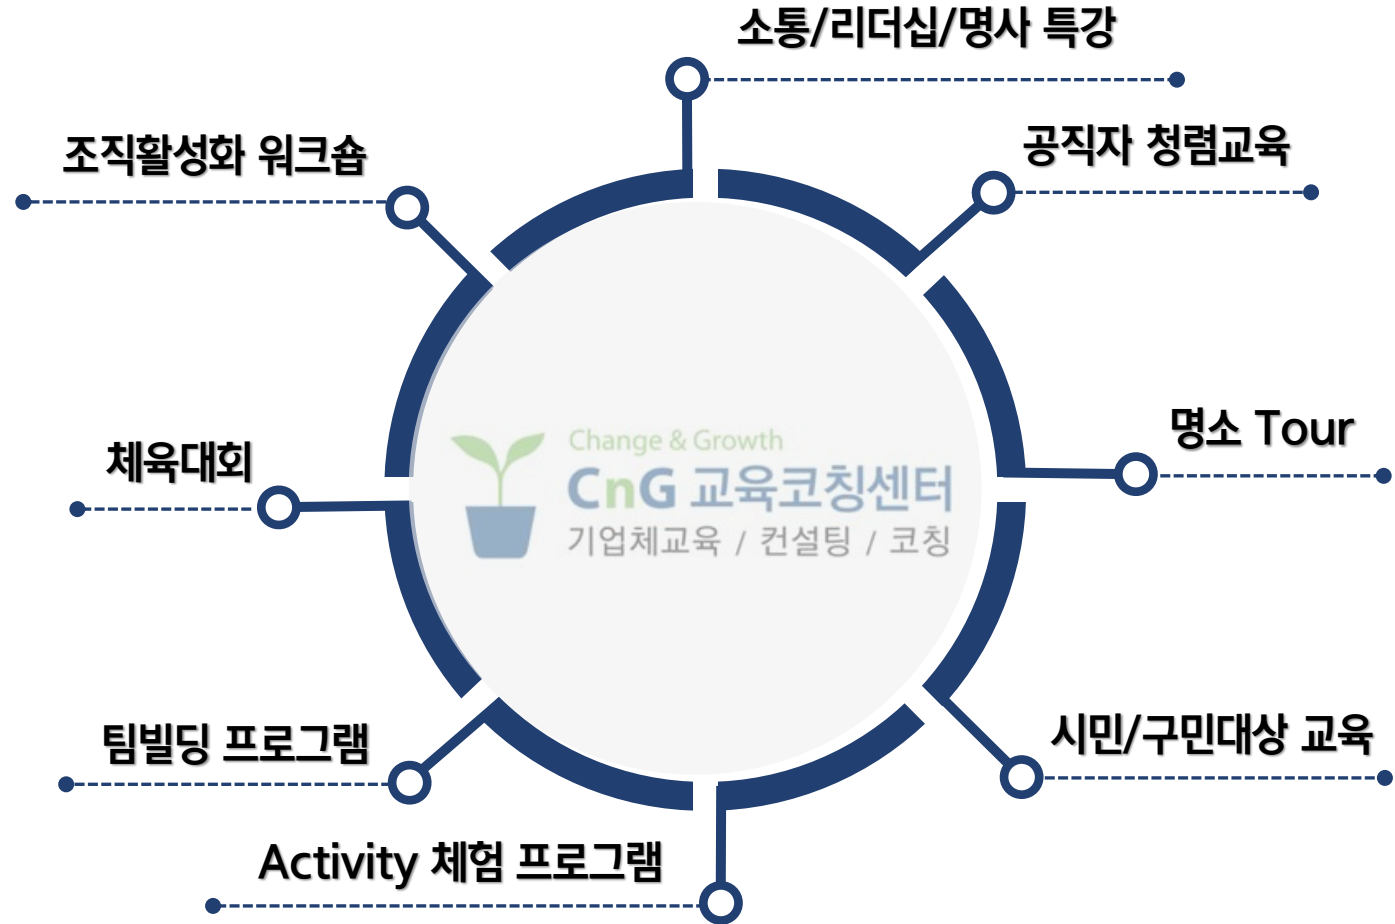 소통/리더십/명사 특강
공직자 청렴교육
조직활성화 워크숍
명소 Tour
체육대회
Change & Growth
CnG 교육코칭센터
기업체교육 / 컨설팅 / 코칭
시민/구민대상 교육
팀빌딩 프로그램
Activity 체험 프로그램